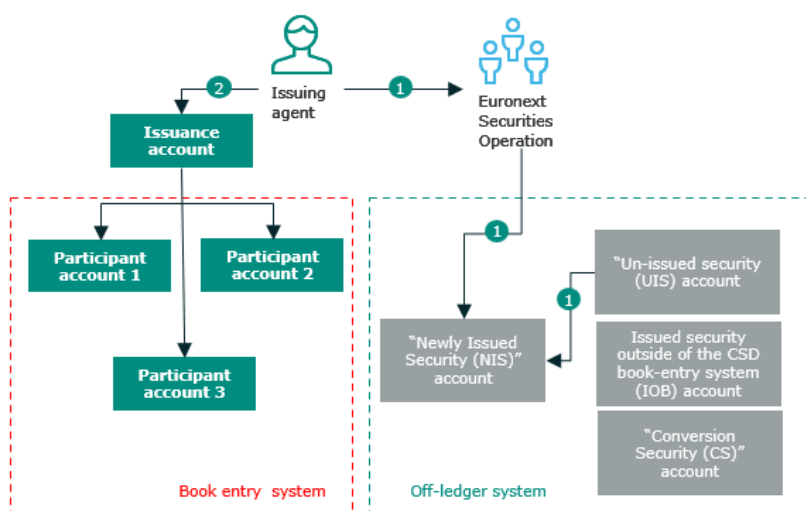 2
Issuing
agent
1
Euronext
Securities
Operation
Issuance
account
Participant
account 1
Participant
account 2
Participant
account 3
1
1
"Un-issued security
(UIS) account
"Newly Issued
Security (NIS)"
account
Issued security
outside of the CSD
book-entry system
(IOB) account
"Conversion
Security (CS)"
account
Book entry  system
Off-ledger system